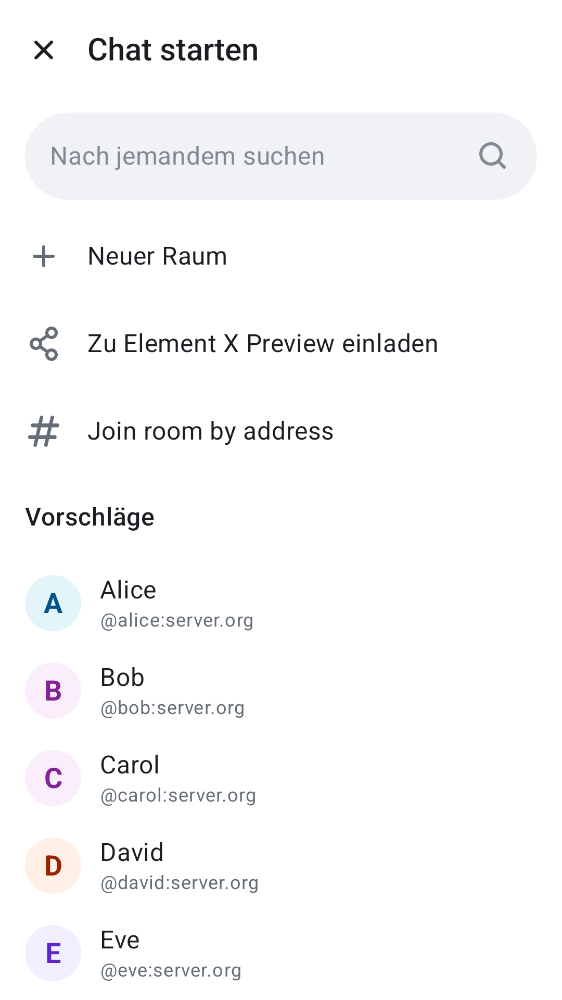 Chat starten
Nach jemandem suchen
Neuer Raum
Zu Element X Preview einladen
Join room by address
Vorschläge
A
Alice
@alice:server.org
B
Bob
@bob:server.org
C
Carol
@carol:server.org
D
David
@david:server.org
E
Eve
@eve:server.org